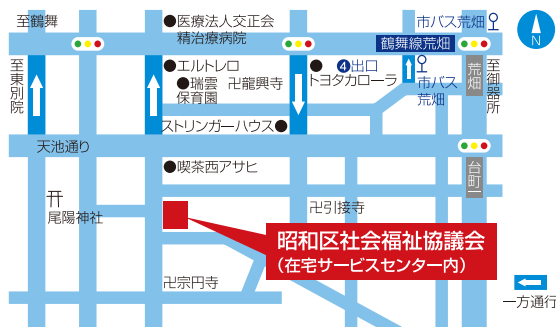 至鶴舞
医療法人交正会
精治療病院
市バス荒畑
鶴舞線荒畑
N
至東別院
エルトレロ
瑞雲
保育園
卍龍興寺
トヨタカローラ
4出口
市バス
荒畑
荒畑
至御器所
ストリンガーハウス
天池通り
喫茶西アサヒ
台町一
尾陽神社
卍引接寺
昭和区社会福祉協議会
(在宅サービスセンター内)
卍宗円寺
一方通行